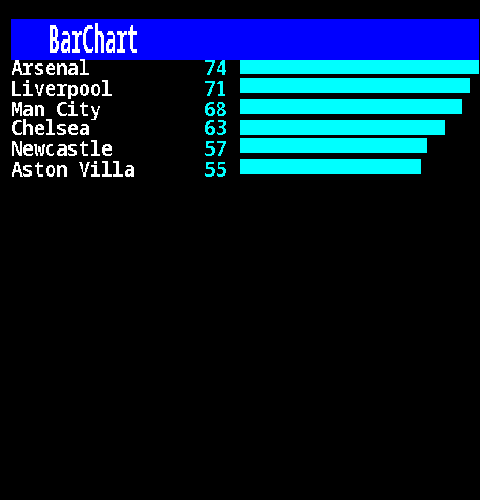 BarChart
Arsenal 74
Liverpool 71
Man City 68
Chelsea 63
Newcastle 57
Aston Villa 55